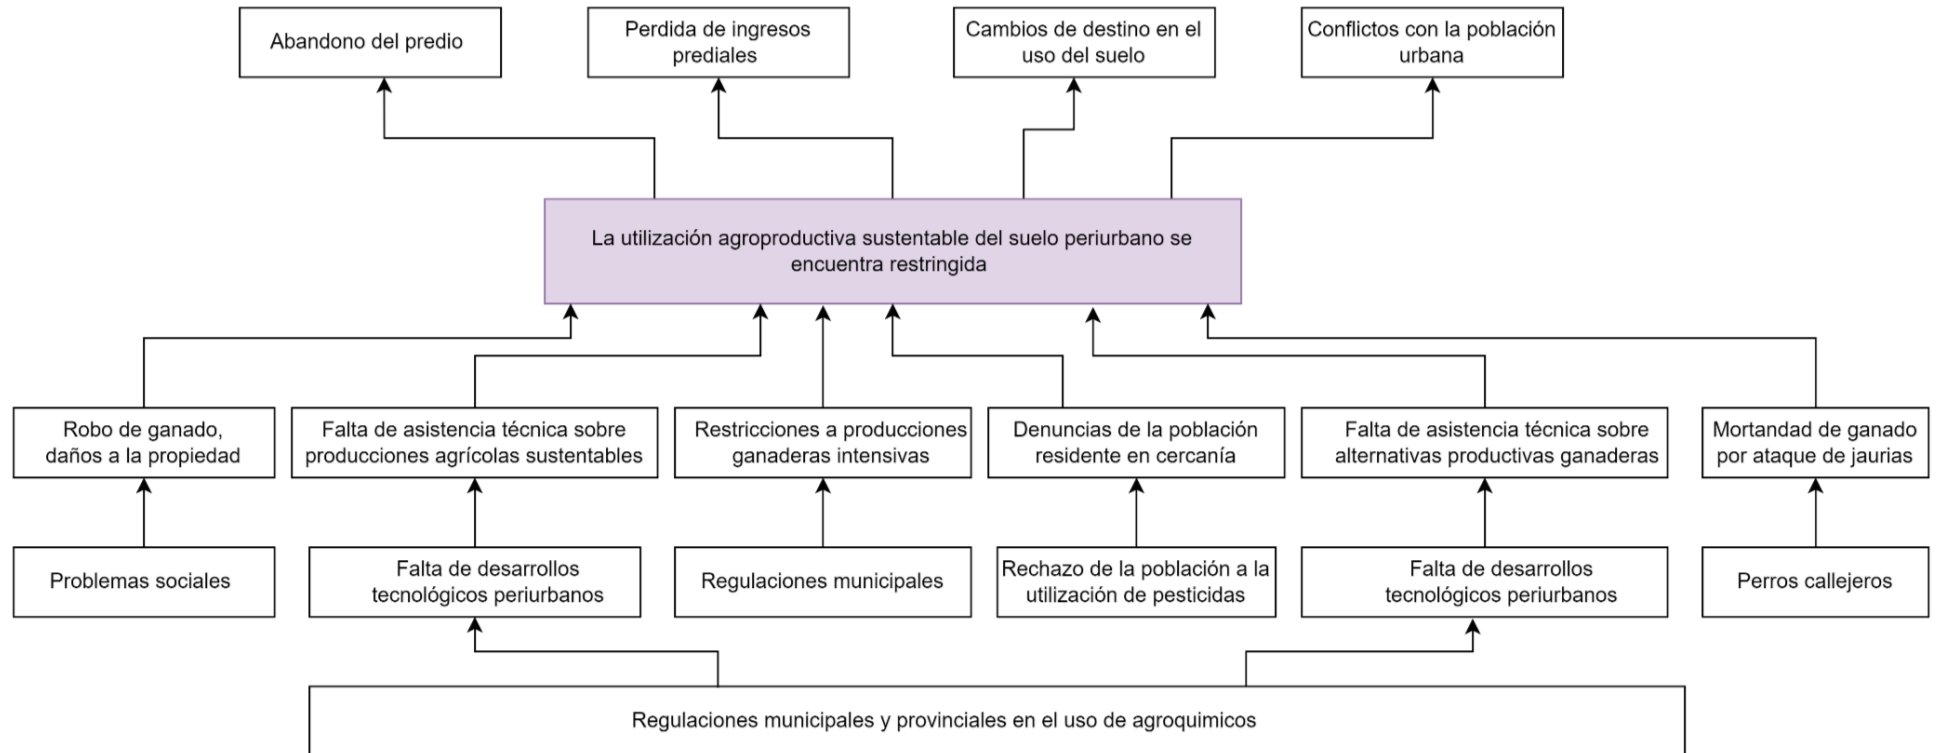 Abandono del predio
Perdida de ingresos
prediales
Cambios de destino en el
uso del suelo
Conflictos con la población
urbana
La utilización agroproductiva sustentable del suelo periurbano se
encuentra restringida
Robo de ganado,
daños a la propiedad
Falta de asistencia técnica sobre
producciones agrícolas sustentables
Restricciones a producciones
ganaderas intensivas
Denuncias de la población
residente en cercanía
Falta de asistencia técnica sobre
alternativas productivas ganaderas
Mortandad de ganado
por ataque de jaurias
Problemas sociales
Falta de desarrollos
tecnológicos periurbanos
Regulaciones municipales
Rechazo de la población a la
utilización de pesticidas
Falta de desarrollos
tecnológicos periurbanos
Perros callejeros
Regulaciones municipales y provinciales en el uso de agroquimicos